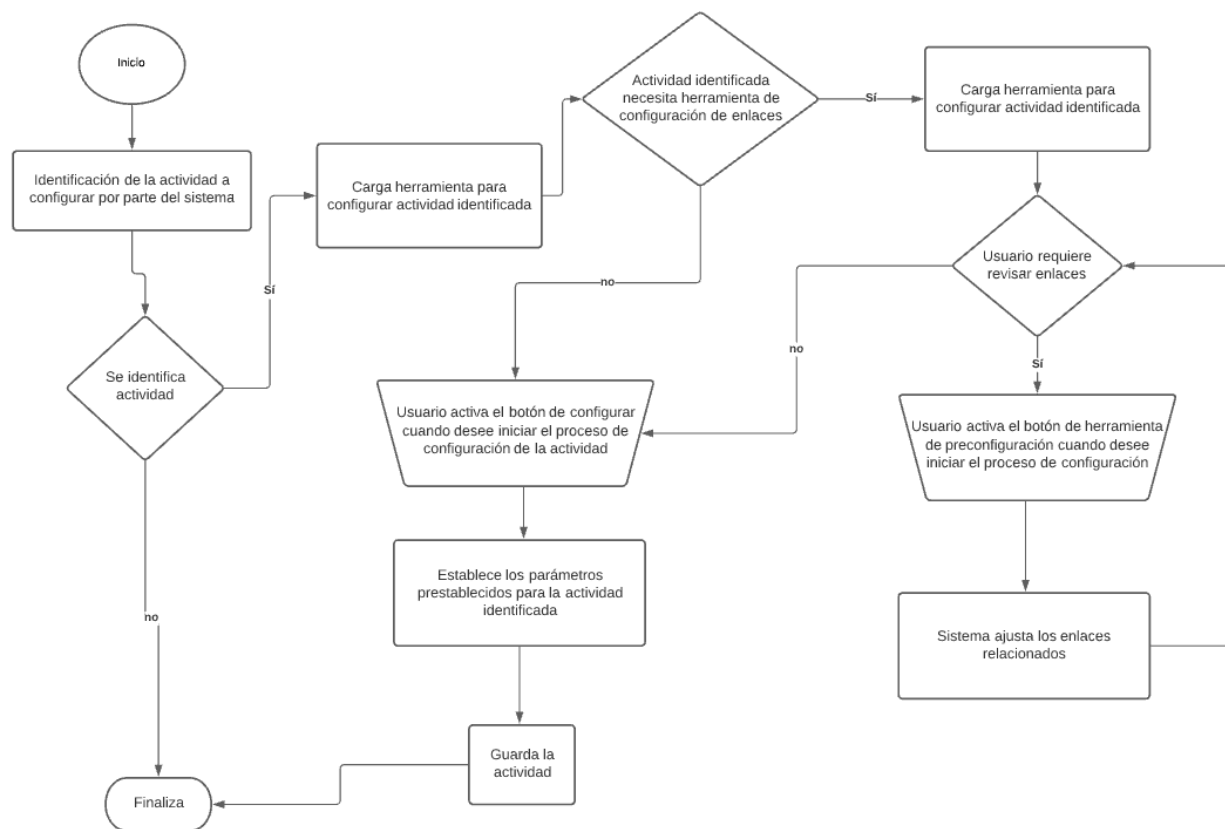 Inicio
Identificación de la actividad a
configurar por parte del sistema
Se identifica
actividad
Sí
no
Carga herramienta para
configurar actividad identificada
Actividad identificada
necesita herramienta de
configuración de enlaces
Sí
no
Carga herramienta para
configurar actividad identificada
Usuario requiere
revisar enlaces
no
Sí
Usuario activa el botón de configurar
cuando desee iniciar el proceso de
configuración de la actividad
Usuario activa el botón de herramienta
de preconfiguración cuando desee
iniciar el proceso de configuración
Establece los parámetros
prestablecidos para la actividad
identificada
Sistema ajusta los enlaces
relacionados
Guarda la
actividad
Finaliza